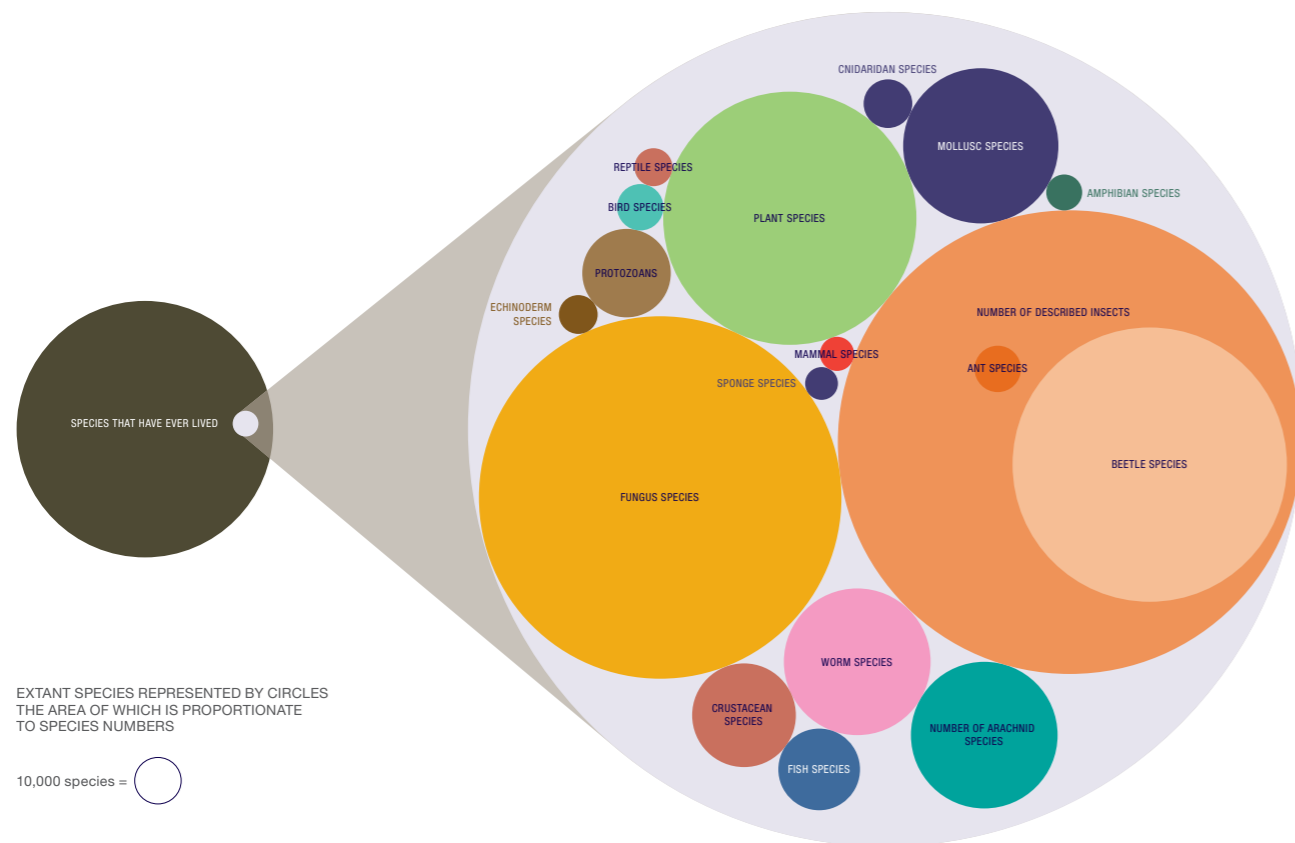 CNIDARIDAN SPECIES
MOLLUSC SPECIES
REPTILE SPECIES
AMPHIBIAN SPECIES
BIRD SPECIES
PLANT SPECIES
PROTOZOANS
ECHINODERM
SPECIES
NUMBER OF DESCRIBED INSECTS
MAMMAL SPECIES
ANT SPECIES
SPONGE SPECIES
SPECIES THAT HAVE EVER LIVED
BEETLE SPECIES
FUNGUS SPECIES
WORM SPECIES
CRUSTACEAN
SPECIES
NUMBER OF ARACHNID
SPECIES
FISH SPECIES
EXTANT SPECIES REPRESENTED BY CIRCLES
THE AREA OF WHICH IS PROPORTIONATE
TO SPECIES NUMBERS
10,000 species =